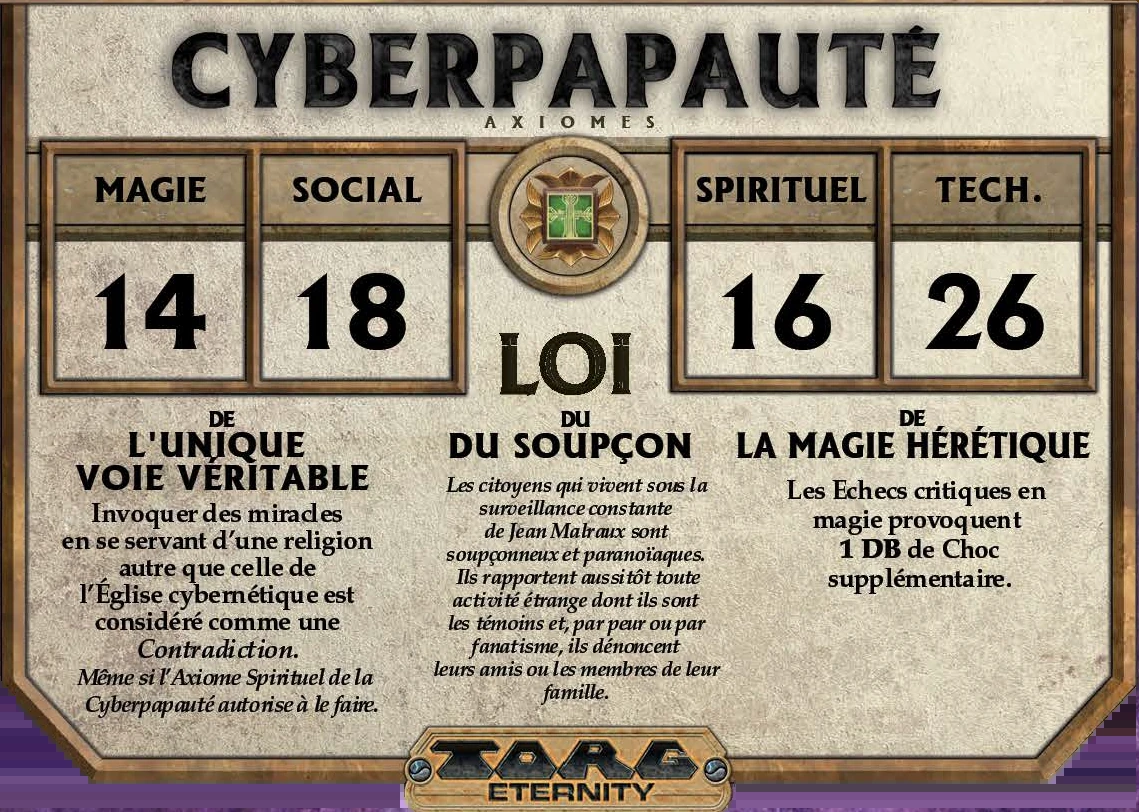 CYBERPAPAUTÉ
AXIOMES
MAGIE
SOCIAL
SPIRITUEL
TECH.
14
18
16
26
LOI
DE
L'UNIQUE
VOIE VÉRITABLE
Invoquer des miracles
en se servant d’une religion
autre que celle de
l’Église cybernétique est
considéré comme une
Contradiction.
Même si l’Axiome Spirituel de la
Cyberpapauté autorise à le faire.
DU
DU SOUPÇON
Les citoyens qui vivent sous la
surveillance constante
de Jean Malraux sont
soupçonneux et paranoïaques.
Ils rapportent aussitôt toute
activité étrange dont ils sont
les témoins et, par peur ou par
fanatisme, ils dénoncent
leurs amis ou les membres de leur
famille.
DE
LA MAGIE HÉRÉTIQUE
Les Echecs critiques en
magie provoquent
1 DB de Choc
supplémentaire.
TORG
ETERNITY